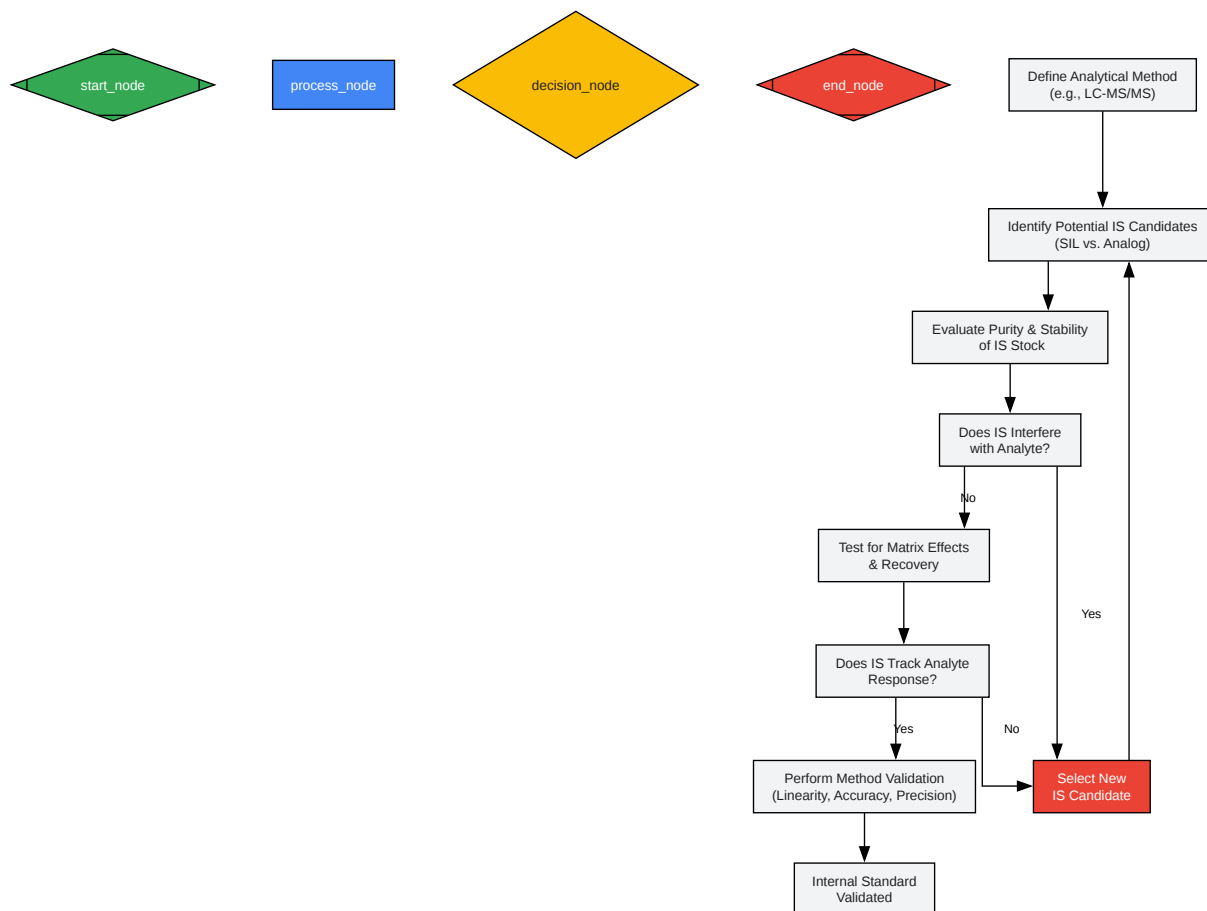 start_node
process_node
decision_node
end_node
Define Analytical Method
(e.g., LC-MS/MS)
Identify Potential IS Candidates
(SIL vs. Analog)
Evaluate Purity & Stability
of IS Stock
Does IS Interfere
with Analyte?
No
Test for Matrix Effects
& Recovery
Yes
Does IS Track Analyte
Response?
Yes
No
Perform Method Validation
(Linearity, Accuracy, Precision)
Select New
IS Candidate
Internal Standard
Validated